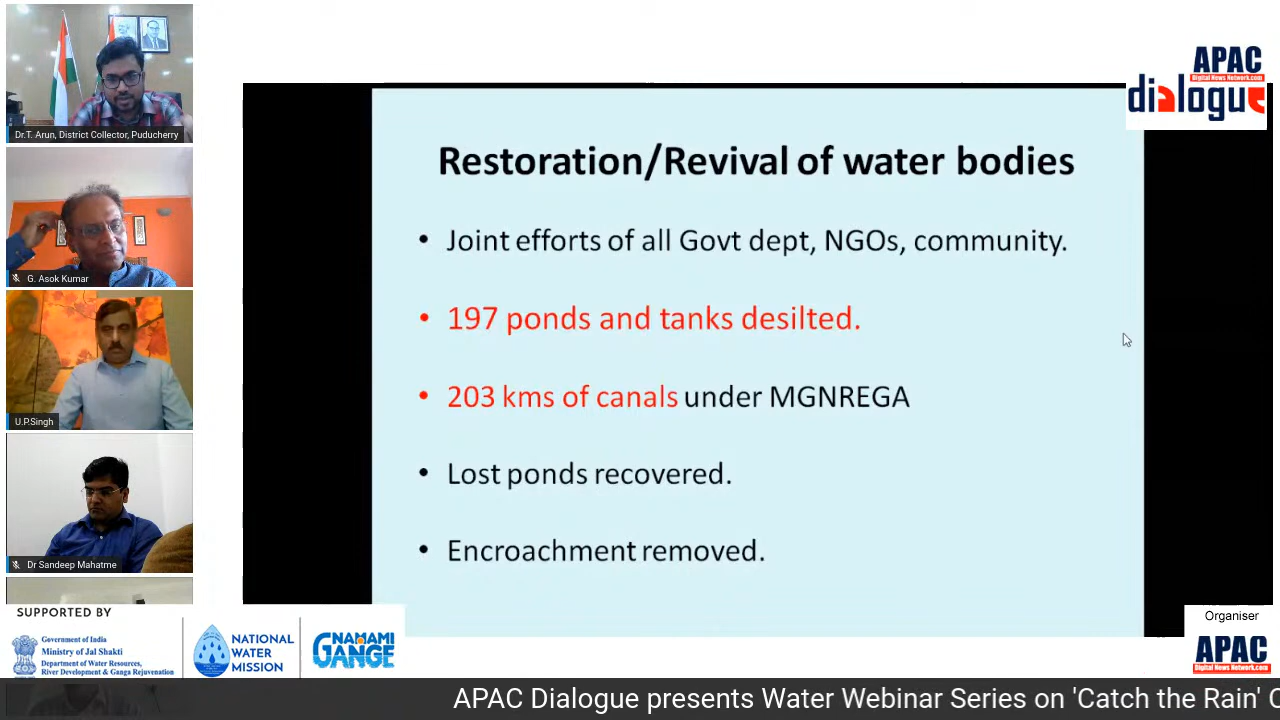 Dr.T. Arun, District Collector, Puducherry
G. Asok Kumar
U.P.Singh
Dr Sandeep Mahatme
SUPPORTED BY
Government of India
Ministry of Jal Shakti
Department of Water Resources,
River Development & Ganga Rejuvenation
NATIONAL
WATER
MISSION
NAMAMI
GANGE
APAC
Digital News Network.com
dialogue
Restoration/Revival of water bodies
• Joint efforts of all Govt dept, NGOs, community.
• 197 ponds and tanks desilted.
• 203 kms of canals under MGNREGA
• Lost ponds recovered.
• Encroachment removed.
Organiser
APAC
Digital News Network.com
APAC Dialogue presents Water Webinar Series on 'Catch the Rain' C